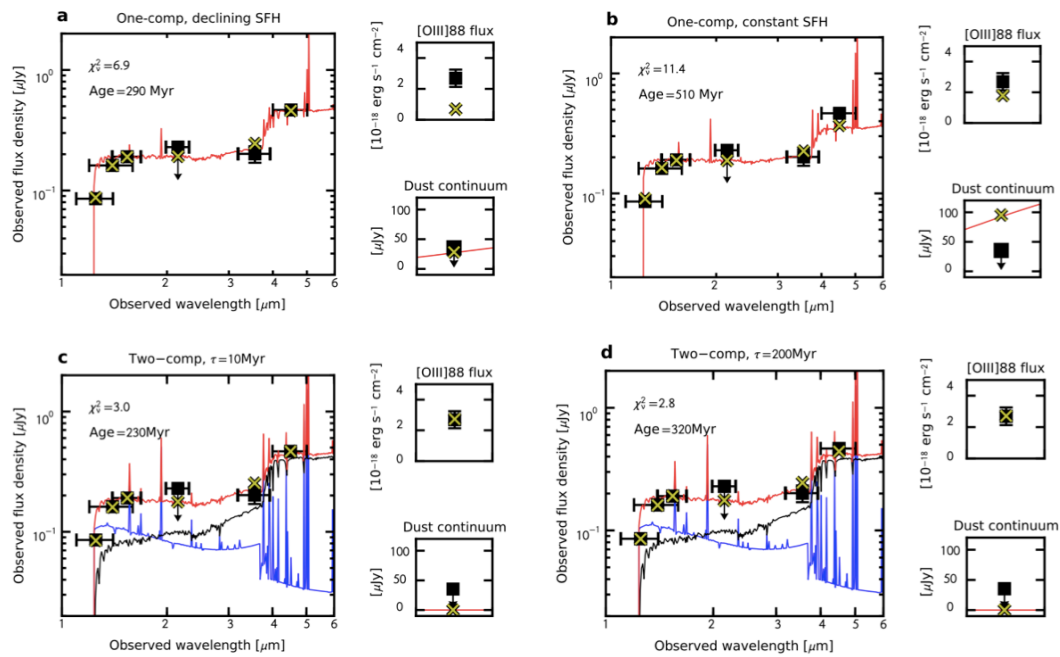 a One-comp, declining SFH
χ²ᵥ=6.9
Age=290 Myr
10⁰
10⁻¹
Observed flux density [μJy]
1 2 3 4 5 6
Observed wavelength [μm]
[OIII]88 flux
4
2
0
[10⁻¹⁸ erg s⁻¹ cm⁻²]
Dust continuum
100
50
0
[μJy]
b One-comp, constant SFH
χ²ᵥ=11.4
Age=510 Myr
10⁰
10⁻¹
Observed flux density [μJy]
1 2 3 4 5 6
Observed wavelength [μm]
[OIII]88 flux
4
2
0
[10⁻¹⁸ erg s⁻¹ cm⁻²]
Dust continuum
100
50
0
[μJy]
c Two−comp, τ=10Myr
χ²ᵥ=3.0
Age=230Myr
10⁰
10⁻¹
Observed flux density [μJy]
1 2 3 4 5 6
Observed wavelength [μm]
[OIII]88 flux
4
2
0
[10⁻¹⁸ erg s⁻¹ cm⁻²]
Dust continuum
100
50
0
[μJy]
d Two−comp, τ=200Myr
χ²ᵥ=2.8
Age=320Myr
10⁰
10⁻¹
Observed flux density [μJy]
1 2 3 4 5 6
Observed wavelength [μm]
[OIII]88 flux
4
2
0
[10⁻¹⁸ erg s⁻¹ cm⁻²]
Dust continuum
100
50
0
[μJy]